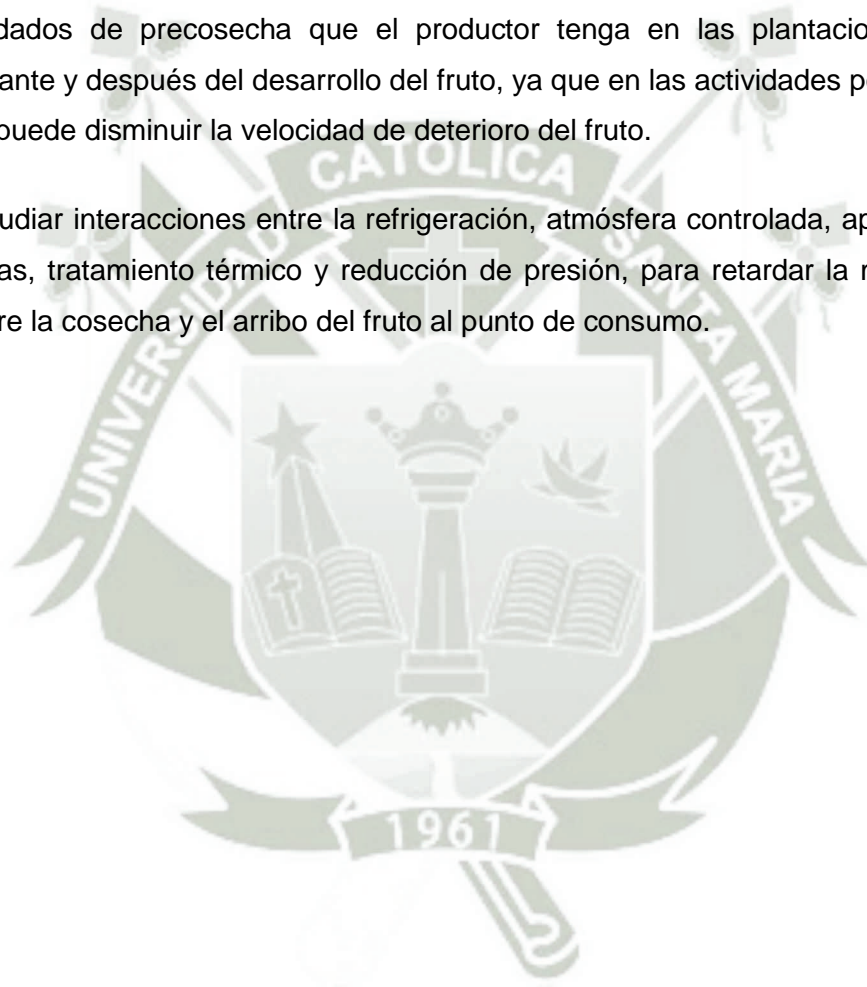 dados de precosecha que el productor tenga en las
ante y después del desarrollo del fruto, ya que en las actividades
puede disminuir la velocidad de deterioro del fruto.
udiar interacciones entre la refrigeración, atmósfera controlada,
as, tratamiento térmico y reducción de presión, para retardar la
re la cosecha y el arribo del fruto al punto de consumo.
UNIVERSIDAD CATOLICA SANTA MARIA
1961